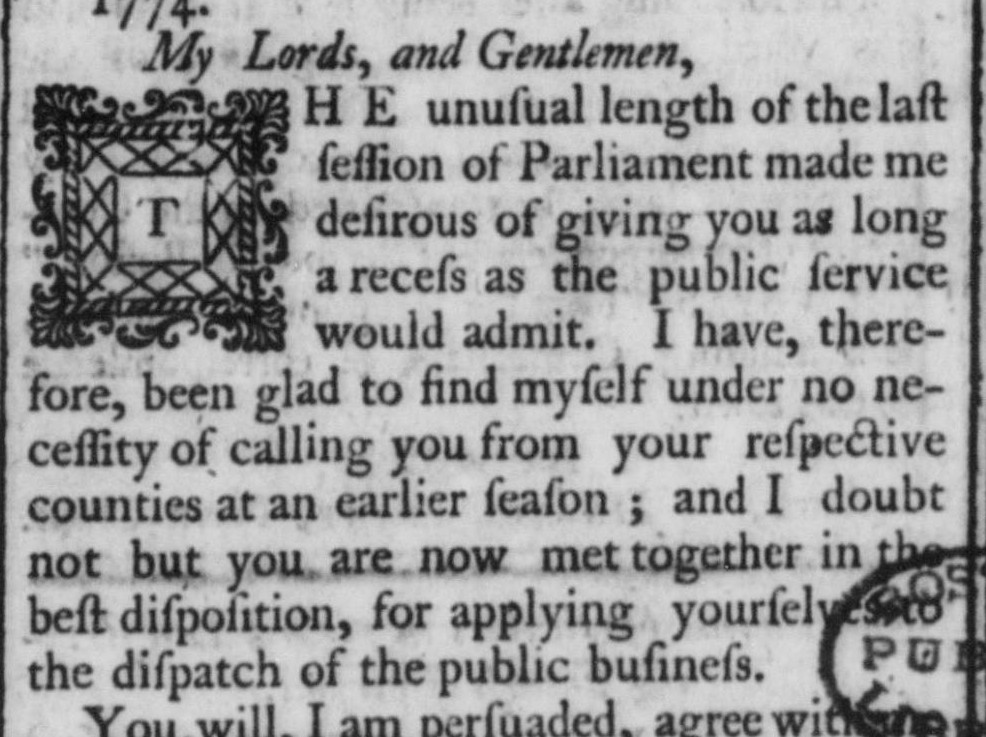 1774.
My Lords, and Gentlemen,
THE unuſual length of the laſt
ſeſſion of Parliament made me
deſirous of giving you as long
a receſs as the public ſervice
would admit. I have, there-
fore, been glad to find myſelf under no ne-
ceſſity of calling you from your reſpective
counties at an earlier ſeaſon ; and I doubt
not but you are now met together in the
beſt diſpoſition, for applying yourſelves to
the diſpatch of the public buſineſs.
You will, I am perſuaded, agree with me
PUB